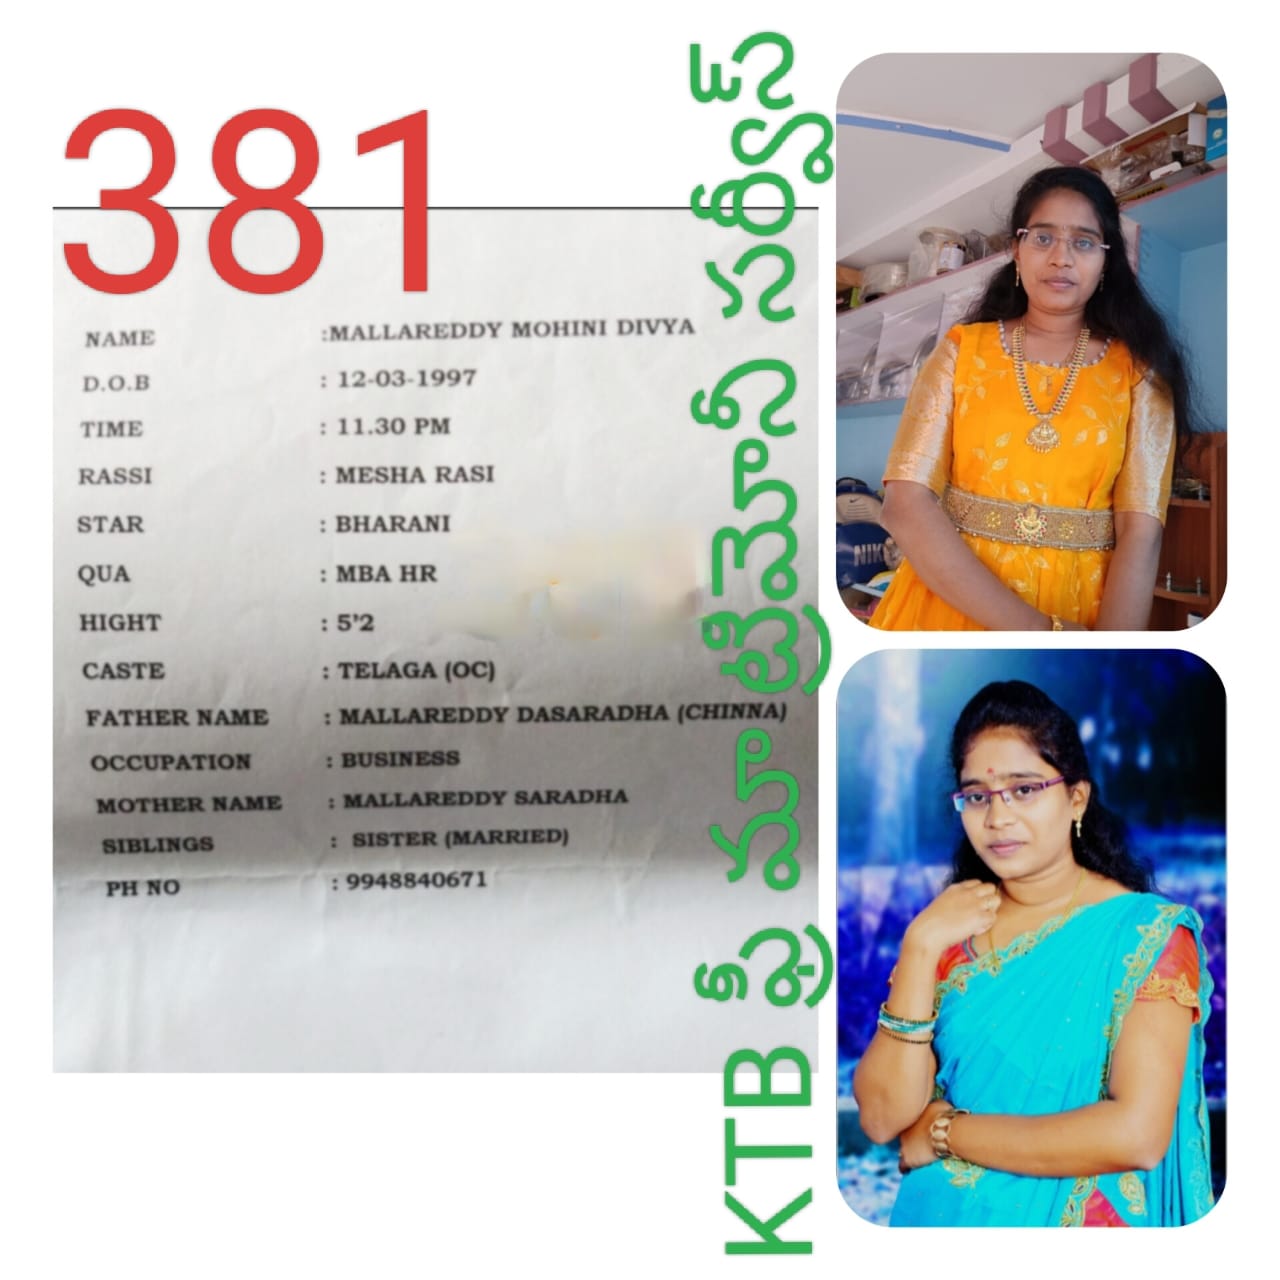 381
NAME :MALLAREDDY MOHINI DIVYA
D.O.B : 12-03-1997
TIME : 11.30 PM
RASSI : MESHA RASI
STAR : BHARANI
QUA : MBA HR
HIGHT : 5'2
CASTE : TELAGA (OC)
FATHER NAME : MALLAREDDY DASARADHA (CHINNA)
OCCUPATION : BUSINESS
MOTHER NAME : MALLAREDDY SARADHA
SIBLINGS : SISTER (MARRIED)
PH NO : 9948840671
KTB ఫ్రీ మ్యాట్రిమోనీ సర్వీస్
NIKE